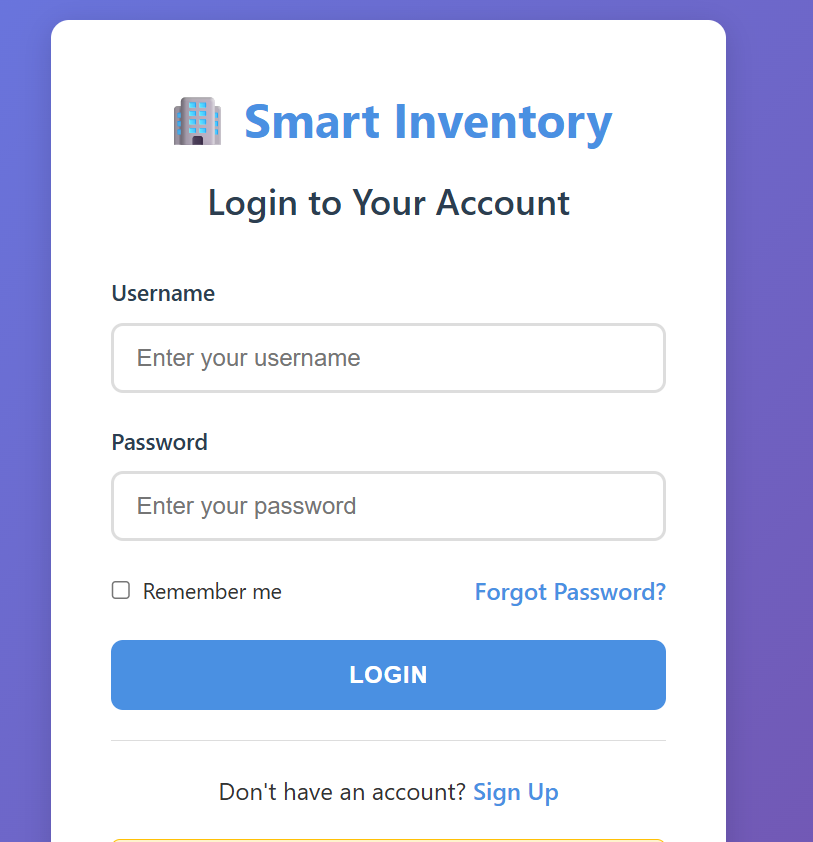 Smart Inventory
Login to Your Account
Username
Enter your username
Password
Enter your password
Remember me Forgot Password?
LOGIN
Don't have an account? Sign Up